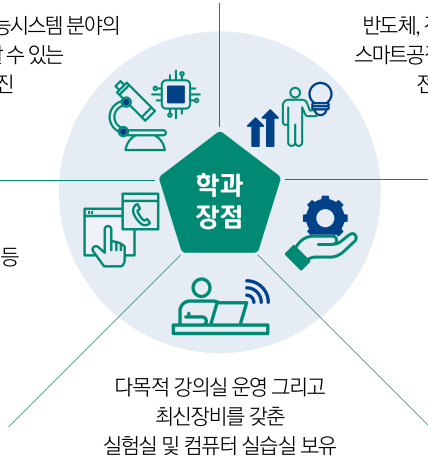 능시스템 분야의
수 있는
진
반도체,
스마트공
전
학과
장점
등
다목적 강의실 운영 그리고
최신장비를 갖춘
실험실 및 컴퓨터 실습실 보유